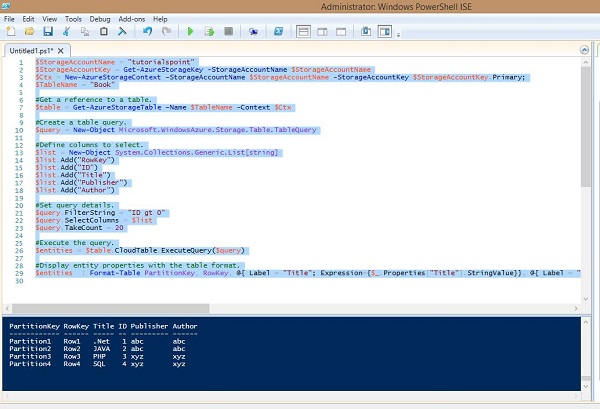 Administrator: Windows PowerShell ISE
File Edit View Tools Debug Add-ons Help
Untitled1.ps1* X
1 $StorageAccountName = "tutorialspoint"
2 $StorageAccountKey = Get-AzureStorageKey -StorageAccountName $StorageAccountName
3 $Ctx = New-AzureStorageContext -StorageAccountName $StorageAccountName -StorageAccountKey $StorageAccountKey.Primary;
4 $TableName = "Book"
5
6 #Get a reference to a table.
7 $table = Get-AzureStorageTable -Name $TableName -Context $Ctx
8
9 #Create a table query.
10 $query = New-Object Microsoft.WindowsAzure.Storage.Table.TableQuery
11
12 #Define columns to select.
13 $list = New-Object System.Collections.Generic.List[string]
14 $list.Add("RowKey")
15 $list.Add("ID")
16 $list.Add("Title")
17 $list.Add("Publisher")
18 $list.Add("Author")
19
20 #Set query details.
21 $query.FilterString = "ID gt 0"
22 $query.SelectColumns = $list
23 $query.TakeCount = 20
24
25 #Execute the query.
26 $entities = $table.CloudTable.ExecuteQuery($query)
27
28 #Display entity properties with the table format.
29 $entities | Format-Table PartitionKey, RowKey, @{ Label = "Title"; Expression={$_.Properties["Title"].StringValue}}, @{ Label = "
30
PartitionKey RowKey Title ID Publisher Author
------------ ------ ----- -- --------- ------
Partition1 Row1 .Net 1 abc abc
Partition2 Row2 JAVA 2 abc abc
Partition3 Row3 PHP 3 xyz xyz
Partition4 Row4 SQL 4 xyz xyz